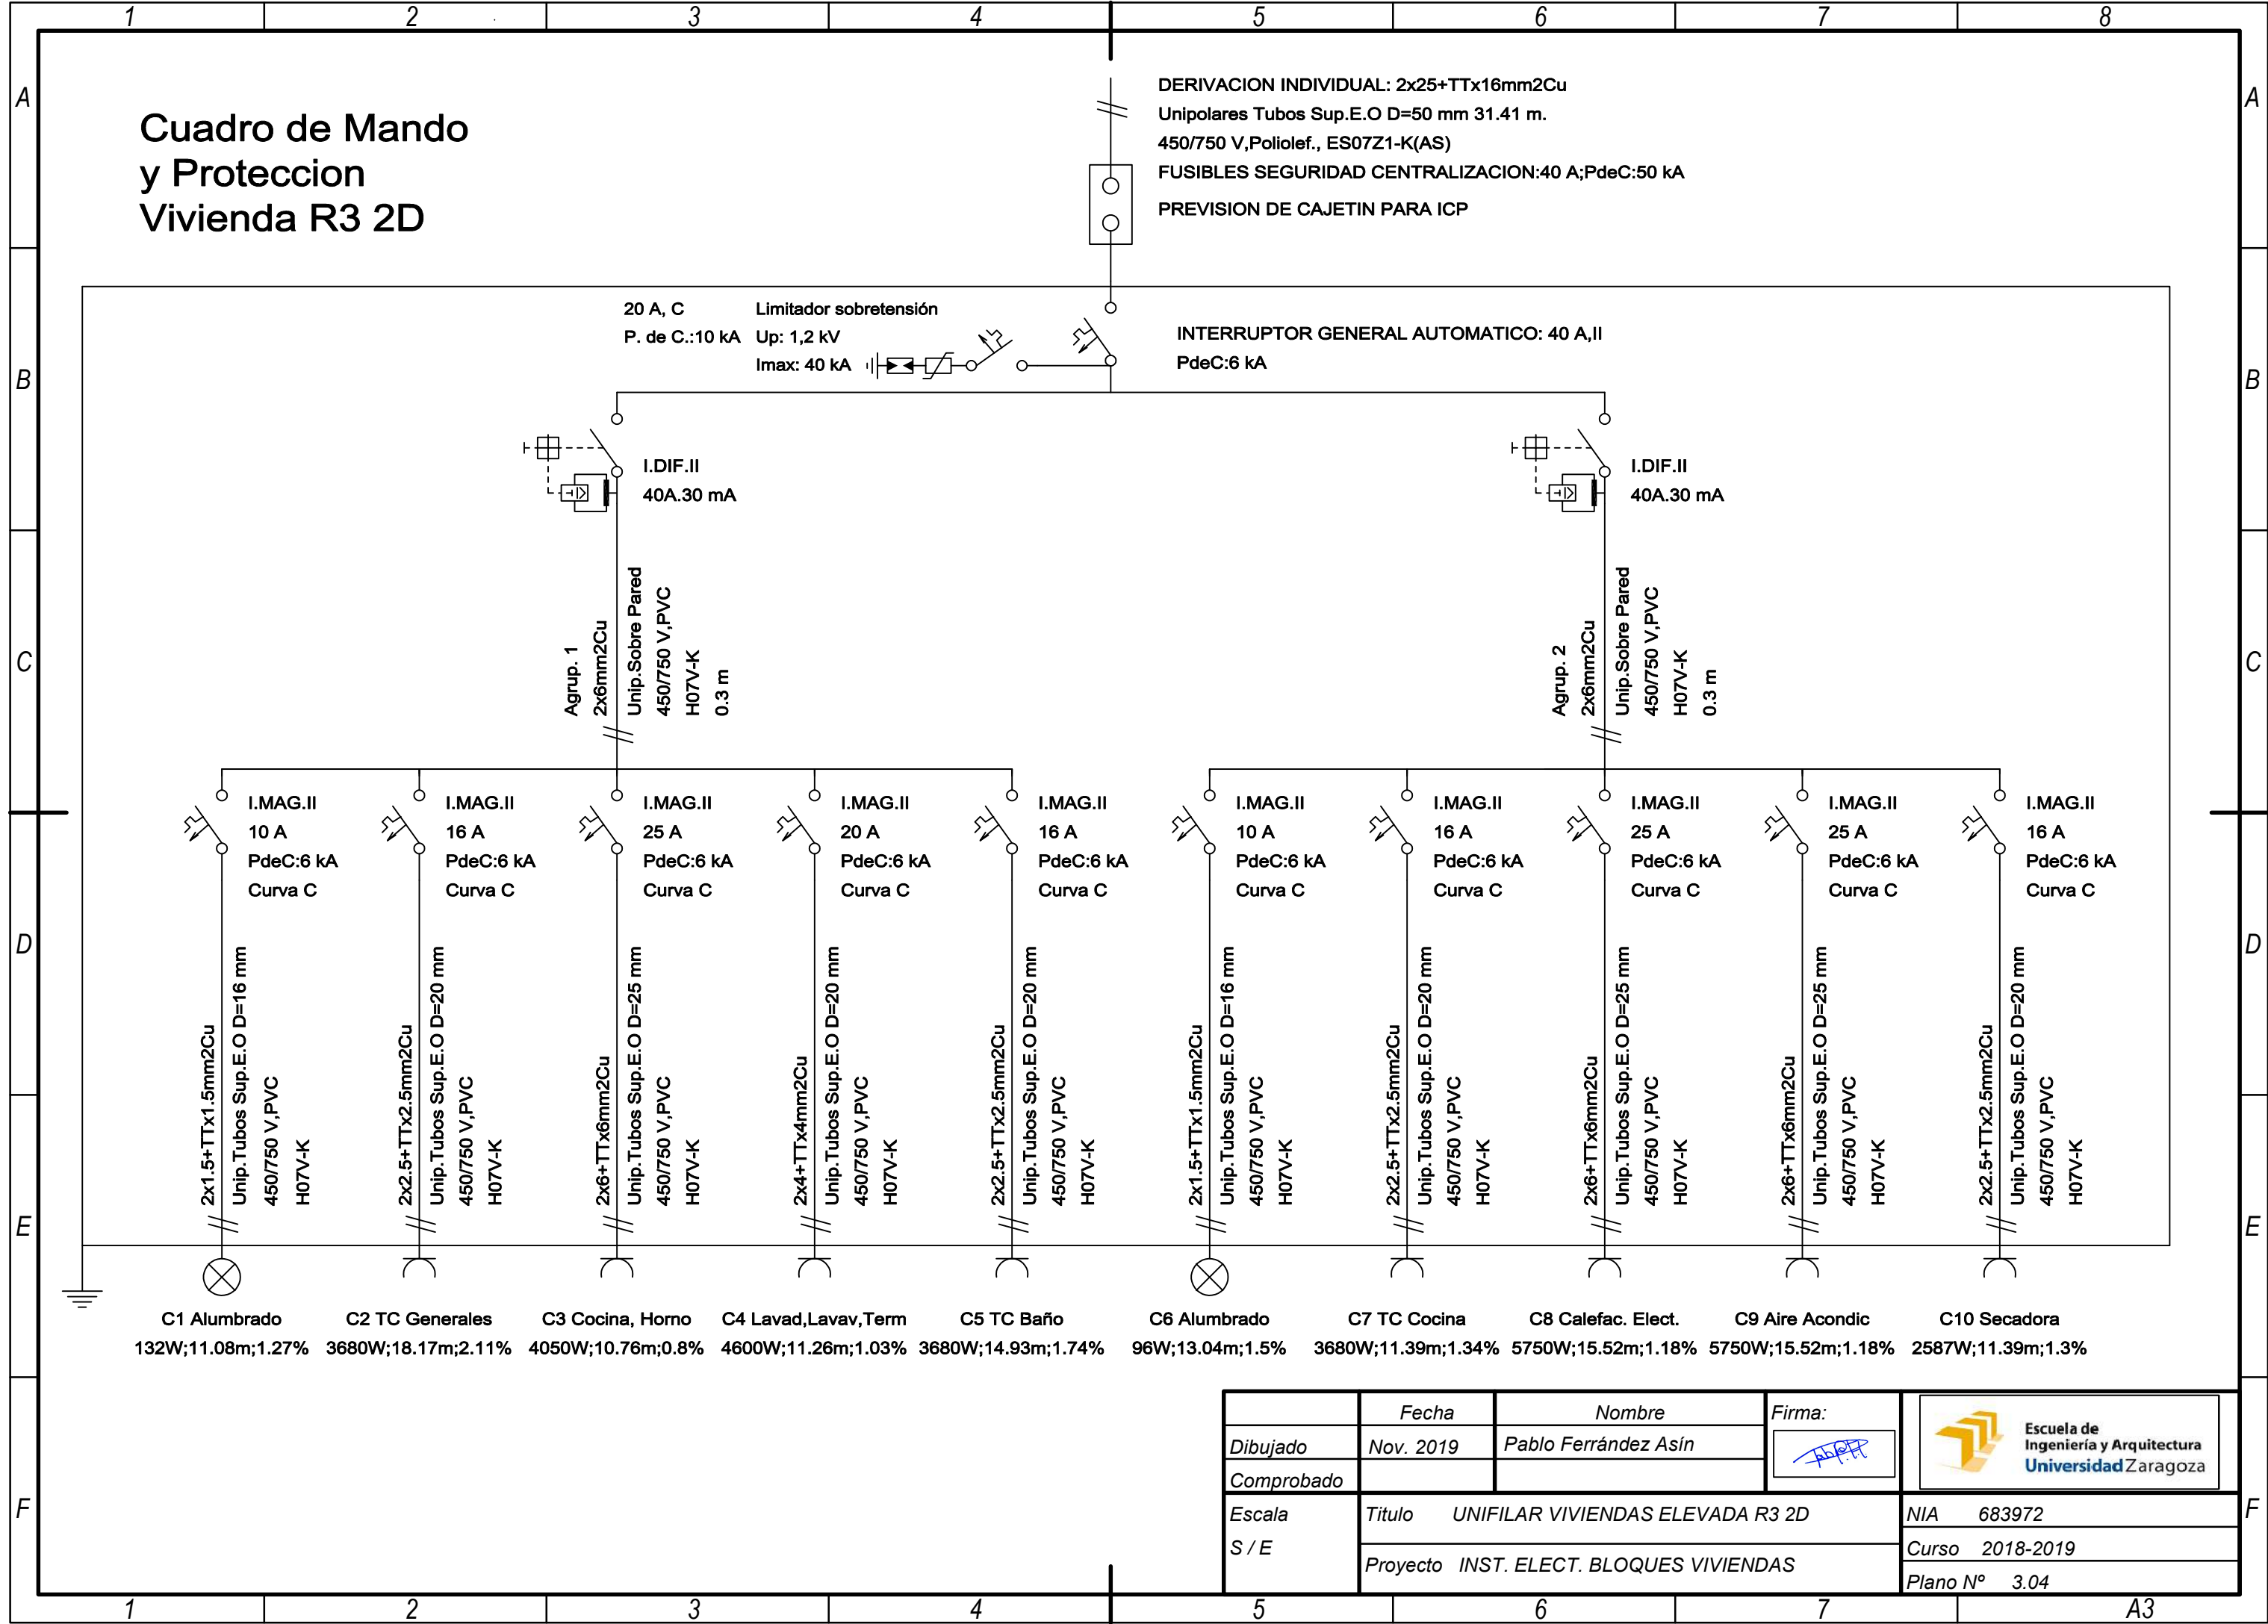 1 2 3 4 5 6 7 8
A A
B B
C C
D D
E E
F F
Cuadro de Mando
y Proteccion
Vivienda R3 2D
DERIVACION INDIVIDUAL: 2x25+TTx16mm2Cu
Unipolares Tubos Sup.E.O D=50 mm 31.41 m.
450/750 V,Poliolef., ES07Z1-K(AS)
FUSIBLES SEGURIDAD CENTRALIZACION:40 A;PdeC:50 kA
PREVISION DE CAJETIN PARA ICP
20 A, C
P. de C.:10 kA
Limitador sobretensión
Up: 1,2 kV
Imax: 40 kA
INTERRUPTOR GENERAL AUTOMATICO: 40 A,II
PdeC:6 kA
I.DIF.II
40A.30 mA
I.DIF.II
40A.30 mA
Agrup. 1
2x6mm2Cu
Unip.Sobre Pared
450/750 V,PVC
H07V-K
0.3 m
Agrup. 2
2x6mm2Cu
Unip.Sobre Pared
450/750 V,PVC
H07V-K
0.3 m
I.MAG.II
10 A
PdeC:6 kA
Curva C
I.MAG.II
16 A
PdeC:6 kA
Curva C
I.MAG.II
25 A
PdeC:6 kA
Curva C
I.MAG.II
20 A
PdeC:6 kA
Curva C
I.MAG.II
16 A
PdeC:6 kA
Curva C
I.MAG.II
10 A
PdeC:6 kA
Curva C
I.MAG.II
16 A
PdeC:6 kA
Curva C
I.MAG.II
25 A
PdeC:6 kA
Curva C
I.MAG.II
25 A
PdeC:6 kA
Curva C
I.MAG.II
16 A
PdeC:6 kA
Curva C
2x1.5+TTx1.5mm2Cu
Unip.Tubos Sup.E.O D=16 mm
450/750 V,PVC
H07V-K
2x2.5+TTx2.5mm2Cu
Unip.Tubos Sup.E.O D=20 mm
450/750 V,PVC
H07V-K
2x6+TTx6mm2Cu
Unip.Tubos Sup.E.O D=25 mm
450/750 V,PVC
H07V-K
2x4+TTx4mm2Cu
Unip.Tubos Sup.E.O D=20 mm
450/750 V,PVC
H07V-K
2x2.5+TTx2.5mm2Cu
Unip.Tubos Sup.E.O D=20 mm
450/750 V,PVC
H07V-K
2x1.5+TTx1.5mm2Cu
Unip.Tubos Sup.E.O D=16 mm
450/750 V,PVC
H07V-K
2x2.5+TTx2.5mm2Cu
Unip.Tubos Sup.E.O D=20 mm
450/750 V,PVC
H07V-K
2x6+TTx6mm2Cu
Unip.Tubos Sup.E.O D=25 mm
450/750 V,PVC
H07V-K
2x6+TTx6mm2Cu
Unip.Tubos Sup.E.O D=25 mm
450/750 V,PVC
H07V-K
2x2.5+TTx2.5mm2Cu
Unip.Tubos Sup.E.O D=20 mm
450/750 V,PVC
H07V-K
C1 Alumbrado
132W;11.08m;1.27%
C2 TC Generales
3680W;18.17m;2.11%
C3 Cocina, Horno
4050W;10.76m;0.8%
C4 Lavad,Lavav,Term
4600W;11.26m;1.03%
C5 TC Baño
3680W;14.93m;1.74%
C6 Alumbrado
96W;13.04m;1.5%
C7 TC Cocina
3680W;11.39m;1.34%
C8 Calefac. Elect.
5750W;15.52m;1.18%
C9 Aire Acondic
5750W;15.52m;1.18%
C10 Secadora
2587W;11.39m;1.3%
Fecha Nombre Firma:
Dibujado Nov. 2019 Pablo Ferrández Asín
Comprobado
Escuela de
Ingeniería y Arquitectura
Universidad Zaragoza
Escala
S / E
Titulo UNIFILAR VIVIENDAS ELEVADA R3 2D
Proyecto INST. ELECT. BLOQUES VIVIENDAS
NIA 683972
Curso 2018-2019
Plano Nº 3.04
1 2 3 4 5 6 7 A3